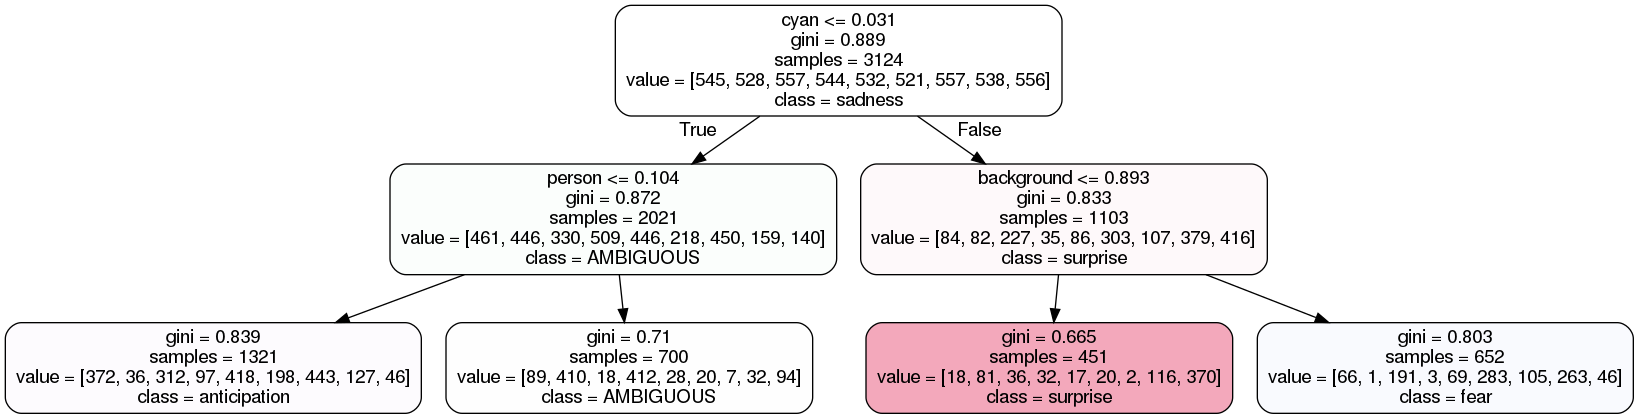 cyan <= 0.031
gini = 0.889
samples = 3124
value = [545, 528, 557, 544, 532, 521, 557, 538, 556]
class = sadness
True
False
person <= 0.104
gini = 0.872
samples = 2021
value = [461, 446, 330, 509, 446, 218, 450, 159, 140]
class = AMBIGUOUS
background <= 0.893
gini = 0.833
samples = 1103
value = [84, 82, 227, 35, 86, 303, 107, 379, 416]
class = surprise
gini = 0.839
samples = 1321
value = [372, 36, 312, 97, 418, 198, 443, 127, 46]
class = anticipation
gini = 0.71
samples = 700
value = [89, 410, 18, 412, 28, 20, 7, 32, 94]
class = AMBIGUOUS
gini = 0.665
samples = 451
value = [18, 81, 36, 32, 17, 20, 2, 116, 370]
class = surprise
gini = 0.803
samples = 652
value = [66, 1, 191, 3, 69, 283, 105, 263, 46]
class = fear